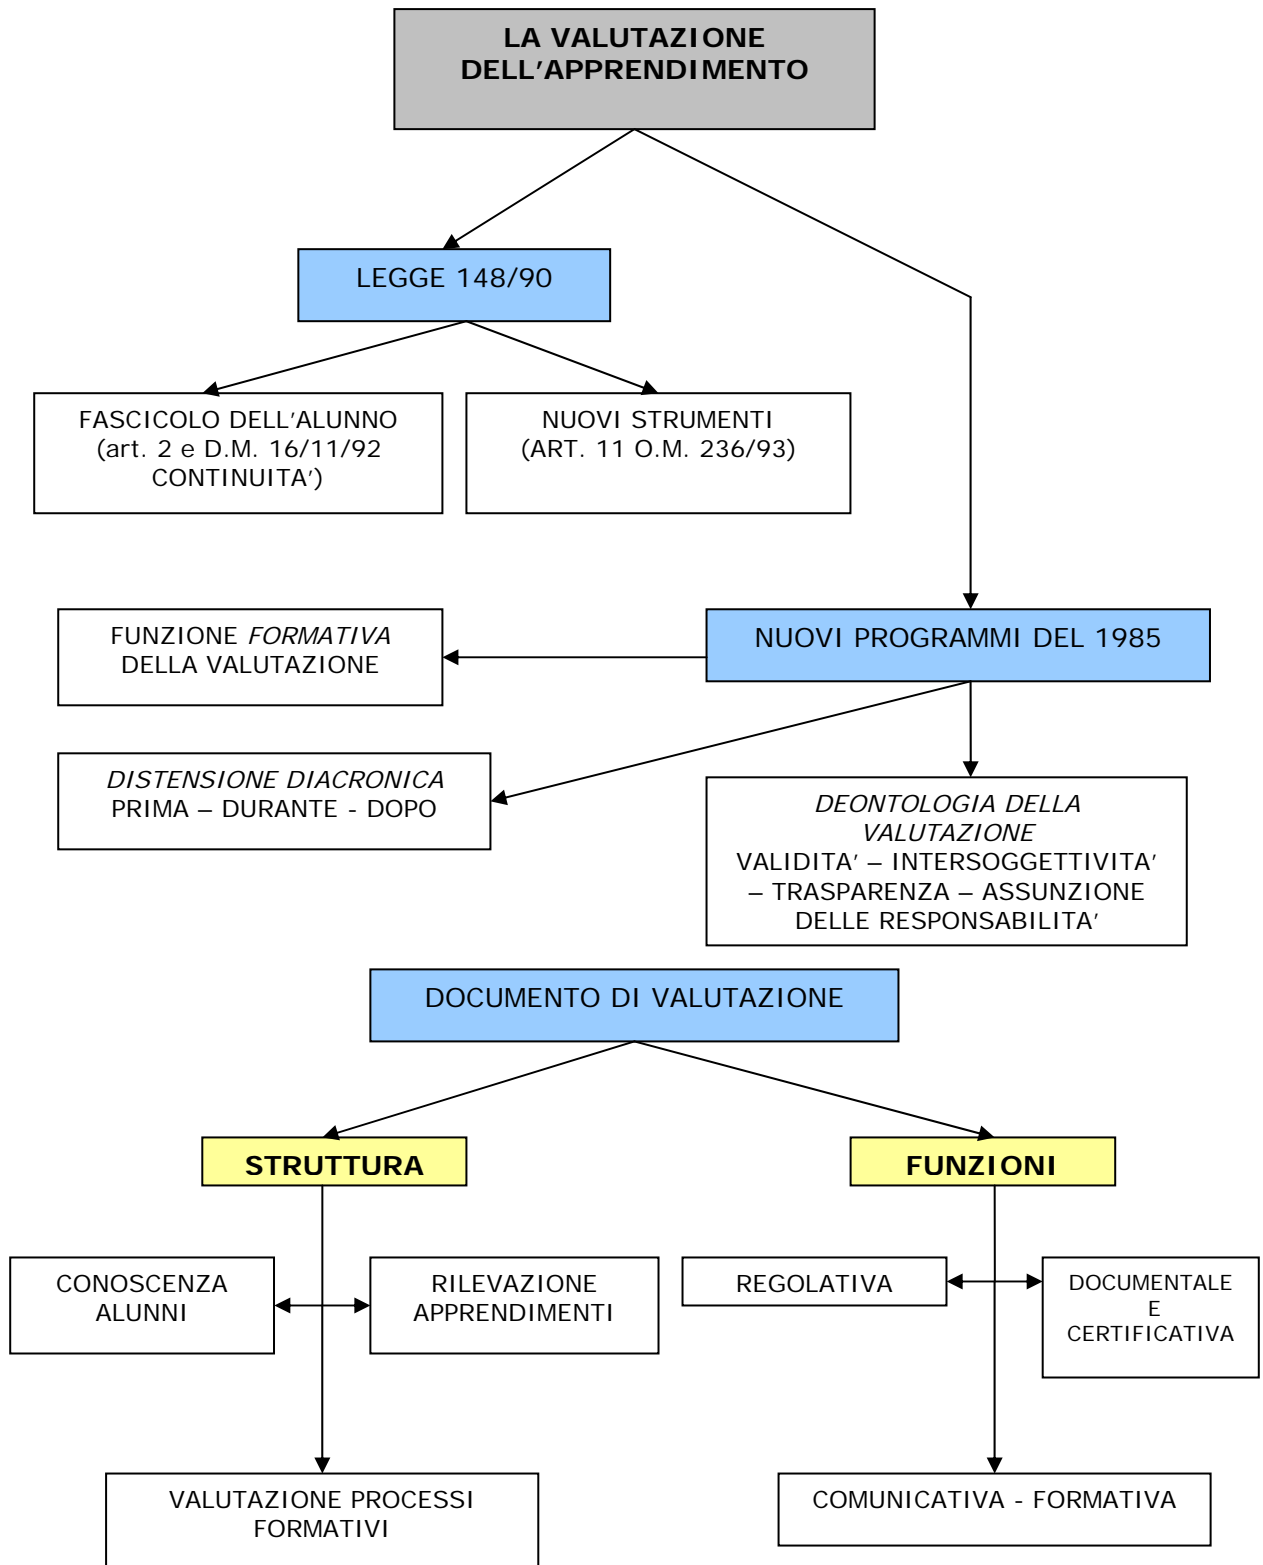 LA VALUTAZIONE
DELL'APPRENDIMENTO
LEGGE 148/90
FASCICOLO DELL'ALUNNO
(art. 2 e D.M. 16/11/92
CONTINUITA')
NUOVI STRUMENTI
(ART. 11 O.M. 236/93)
FUNZIONE FORMATIVA
DELLA VALUTAZIONE
NUOVI PROGRAMMI DEL 1985
DISTENSIONE DIACRONICA
PRIMA – DURANTE - DOPO
DEONTOLOGIA DELLA
VALUTAZIONE
VALIDITA' – INTERSOGGETTIVITA'
– TRASPARENZA – ASSUNZIONE
DELLE RESPONSABILITA'
DOCUMENTO DI VALUTAZIONE
STRUTTURA
FUNZIONI
CONOSCENZA
ALUNNI
RILEVAZIONE
APPRENDIMENTI
REGOLATIVA
DOCUMENTALE
E
CERTIFICATIVA
VALUTAZIONE PROCESSI
FORMATIVI
COMUNICATIVA - FORMATIVA